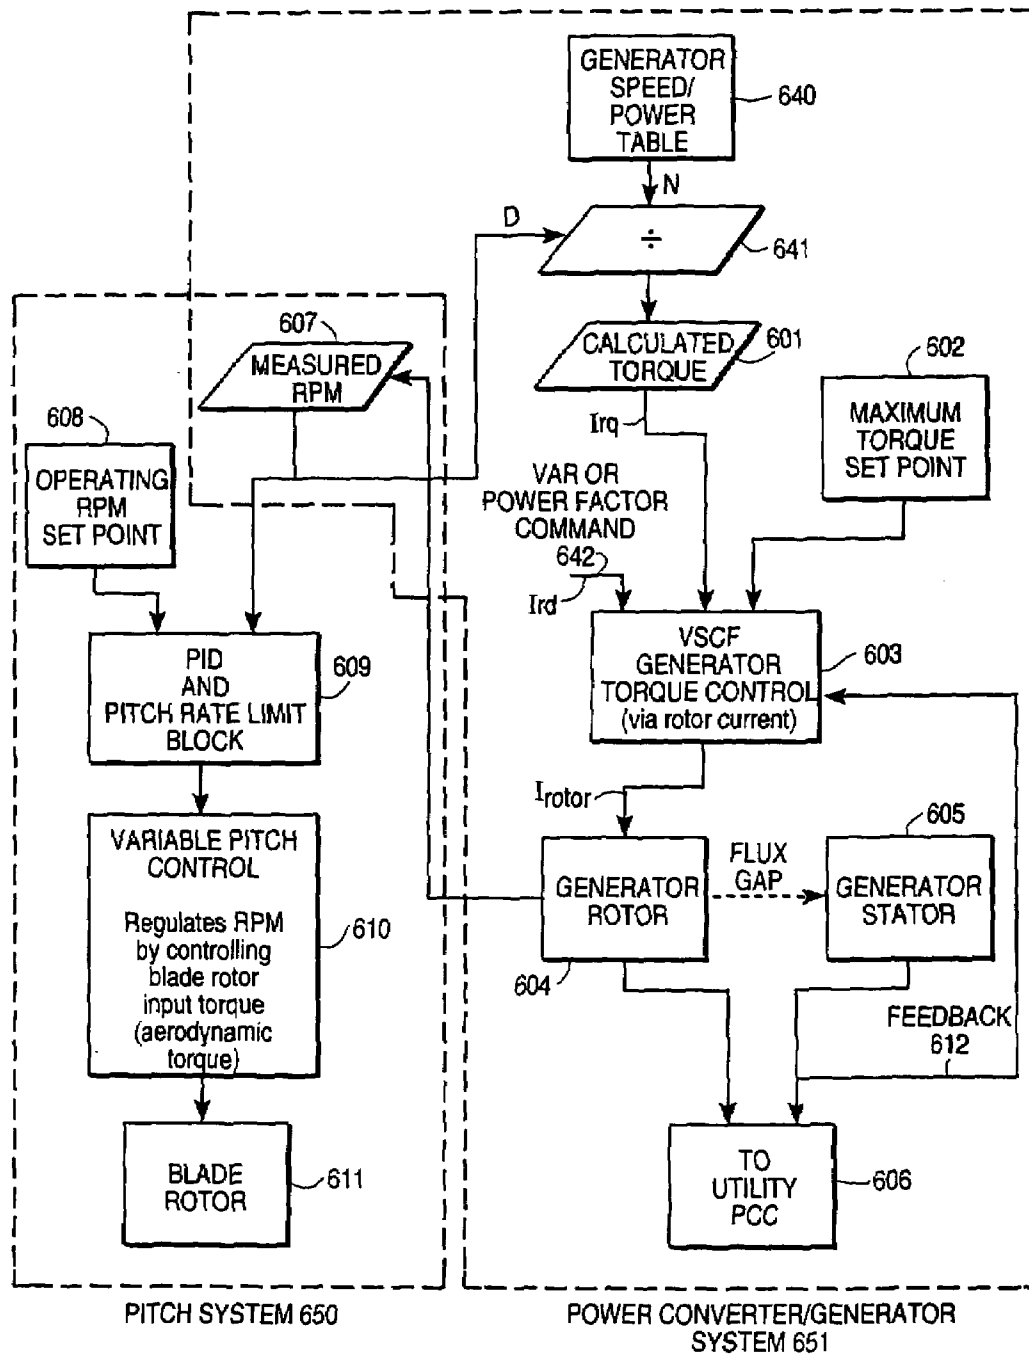 GENERATOR
SPEED/
POWER
TABLE
640
N
D
÷
641
607
MEASURED
RPM
CALCULATED
TORQUE
601
602
MAXIMUM
TORQUE
SET POINT
608
OPERATING
RPM
SET POINT
Irq
VAR OR
POWER FACTOR
COMMAND
642
Ird
PID
AND
PITCH RATE LIMIT
BLOCK
609
VSCF
GENERATOR
TORQUE CONTROL
(via rotor current)
603
Irotor
VARIABLE PITCH
CONTROL
Regulates RPM
by controlling
blade rotor
input torque
(aerodynamic
torque)
610
GENERATOR
ROTOR
604
FLUX
GAP
605
GENERATOR
STATOR
FEEDBACK
612
BLADE
ROTOR
611
TO
UTILITY
PCC
606
PITCH SYSTEM 650
POWER CONVERTER/GENERATOR
SYSTEM 651